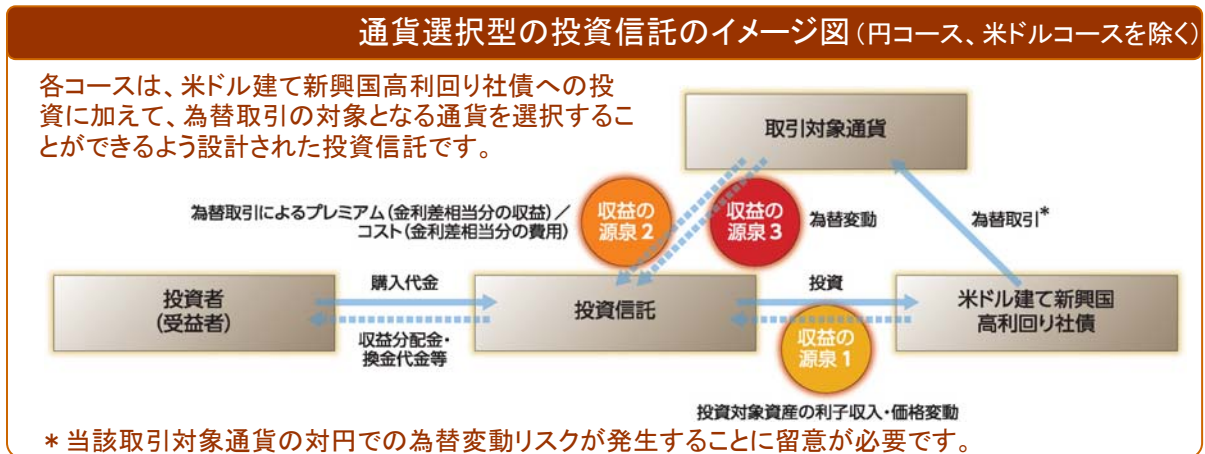 通貨選択型の投資信託のイメージ図(円コース、米ドルコースを除く)
各コースは、米ドル建て新興国高利回り社債への投
資に加えて、為替取引の対象となる通貨を選択するこ
とができるよう設計された投資信託です。
取引対象通貨
為替取引によるプレミアム(金利差相当分の収益)/
コスト(金利差相当分の費用)
収益の
源泉2
収益の
源泉3
為替変動
為替取引*
投資者
(受益者)
購入代金
収益分配金・
換金代金等
投資信託
投資
収益の
源泉1
米ドル建て新興国
高利回り社債
投資対象資産の利子収入・価格変動
*当該取引対象通貨の対円での為替変動リスクが発生することに留意が必要です。